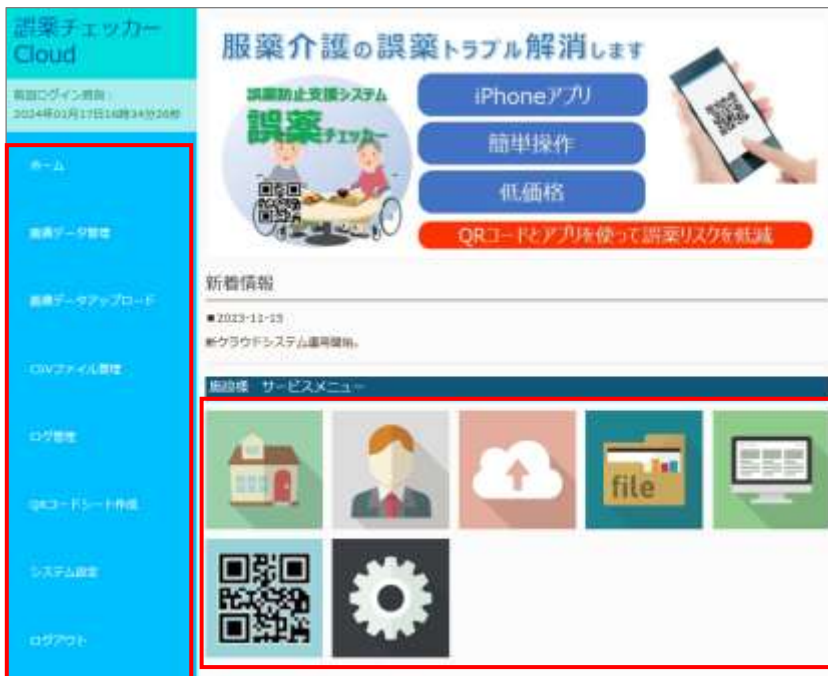 誤薬チェッカー
Cloud
前回ログイン時刻：
2024年01月17日16時34分26秒
ホーム
画像データ管理
画像データアップロード
CSVファイル管理
ログ管理
QRコードシート作成
システム設定
ログアウト
服薬介護の誤薬トラブル解消します
誤薬防止支援システム
誤薬チェッカー
iPhoneアプリ
簡単操作
低価格
QRコードとアプリを使って誤薬リスクを低減
新着情報
■2023-11-15
新クラウドシステム運用開始。
施設様 サービスメニュー
file